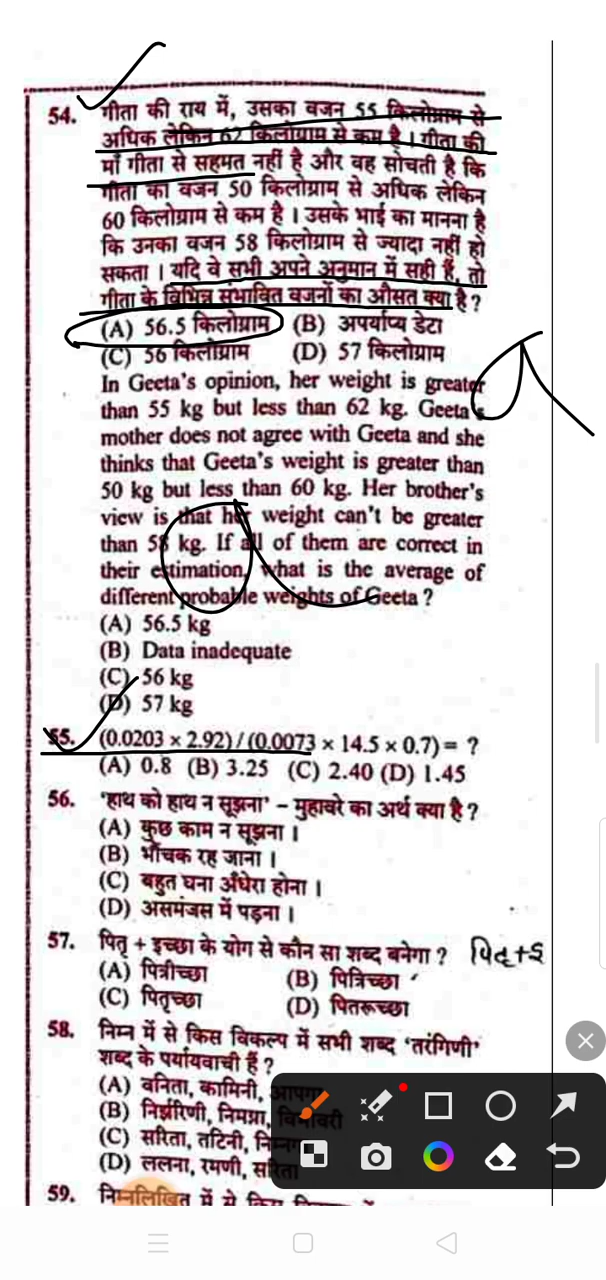 54. गीता की राय में, उसका वजन 55 किलोग्राम से
अधिक लेकिन 62 किलोग्राम से कम है । गीता की
माँ गीता से सहमत नहीं है और वह सोचती है कि
गीता का वजन 50 किलोग्राम से अधिक लेकिन
60 किलोग्राम से कम है । उसके भाई का मानना है
कि उनका वजन 58 किलोग्राम से ज्यादा नहीं हो
सकता । यदि वे सभी अपने अनुमान में सही हैं, तो
गीता के विभिन्न संभावित वजनों का औसत क्या है ?
(A) 56.5 किलोग्राम (B) अपर्याप्य डेटा
(C) 56 किलोग्राम (D) 57 किलोग्राम
In Geeta's opinion, her weight is greater
than 55 kg but less than 62 kg. Geeta's
mother does not agree with Geeta and she
thinks that Geeta's weight is greater than
50 kg but less than 60 kg. Her brother's
view is that her weight can't be greater
than 58 kg. If all of them are correct in
their estimation, what is the average of
different probable weights of Geeta ?
(A) 56.5 kg
(B) Data inadequate
(C) 56 kg
(D) 57 kg
55. (0.0203 × 2.92) / (0.0073 × 14.5 × 0.7) = ?
(A) 0.8 (B) 3.25 (C) 2.40 (D) 1.45
56. 'हाथ को हाथ न सूझना' – मुहावरे का अर्थ क्या है ?
(A) कुछ काम न सूझना ।
(B) भौंचक रह जाना ।
(C) बहुत घना अँधेरा होना ।
(D) असमंजस में पड़ना ।
57. पितृ + इच्छा के योग से कौन सा शब्द बनेगा ? पितृ+इ
(A) पित्रीच्छा (B) पित्रिच्छा
(C) पितृच्छा (D) पितरूच्छा
58. निम्न में से किस विकल्प में सभी शब्द 'तरंगिणी'
शब्द के पर्यायवाची हैं ?
(A) वनिता, कामिनी, आपगा
(B) निर्झरिणी, निमग्ना, विभावरी
(C) सरिता, तटिनी,
(D) ललना, रमणी, सरिता
59. निम्नलिखित में से किस